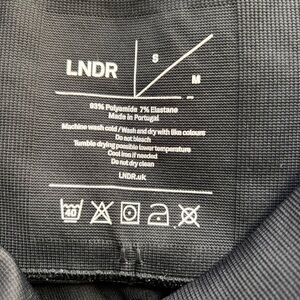 LNDR
S
M
93% Polyamide 7% Elastane
Made in Portugal
Machine wash cold / Wash and dry with like colours
Do not bleach
Tumble drying possible lower temperature
Cool iron if needed
Do not dry clean
LNDR.uk
40